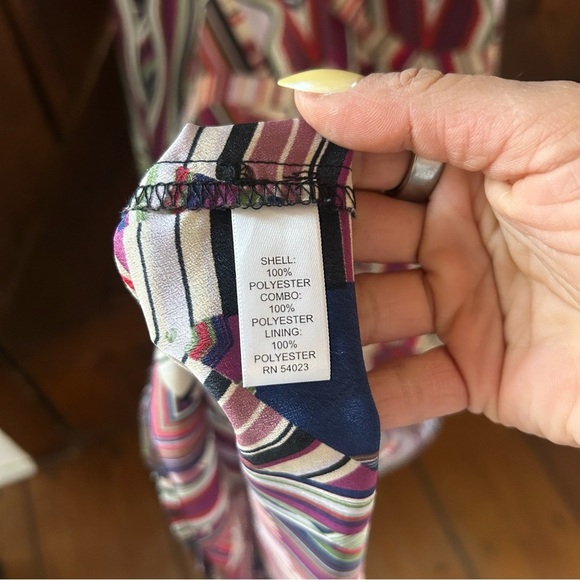 SHELL:
100%
POLYESTER
COMBO:
100%
POLYESTER
LINING:
100%
POLYESTER
RN 54023